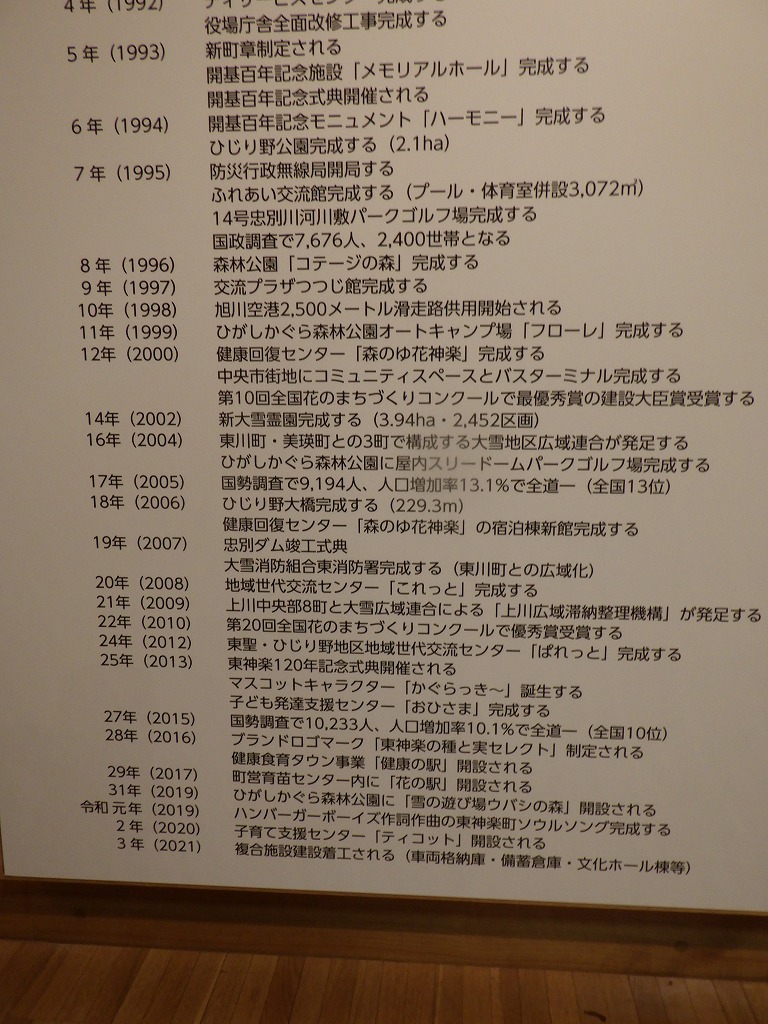 4年（1992） デイサービスセンター完成する
役場庁舎全面改修工事完成する
5年（1993） 新町章制定される
開基百年記念施設「メモリアルホール」完成する
開基百年記念式典開催される
6年（1994） 開基百年記念モニュメント「ハーモニー」完成する
ひじり野公園完成する（2.1ha）
7年（1995） 防災行政無線局開局する
ふれあい交流館完成する（プール・体育室併設3,072㎡）
14号忠別川河川敷パークゴルフ場完成する
国政調査で7,676人、2,400世帯となる
8年（1996） 森林公園「コテージの森」完成する
9年（1997） 交流プラザつつじ館完成する
10年（1998） 旭川空港2,500メートル滑走路供用開始される
11年（1999） ひがしかぐら森林公園オートキャンプ場「フローレ」完成する
12年（2000） 健康回復センター「森のゆ花神楽」完成する
中央市街地にコミュニティスペースとバスターミナル完成する
第10回全国花のまちづくりコンクールで最優秀賞の建設大臣賞受賞する
14年（2002） 新大雪霊園完成する（3.94ha・2,452区画）
16年（2004） 東川町・美瑛町との3町で構成する大雪地区広域連合が発足する
ひがしかぐら森林公園に屋内スリードームパークゴルフ場完成する
17年（2005） 国勢調査で9,194人、人口増加率13.1%で全道一（全国13位）
18年（2006） ひじり野大橋完成する（229.3m）
健康回復センター「森のゆ花神楽」の宿泊棟新館完成する
19年（2007） 忠別ダム竣工式典
大雪消防組合東消防署完成する（東川町との広域化）
20年（2008） 地域世代交流センター「これっと」完成する
21年（2009） 上川中央部8町と大雪広域連合による「上川広域滞納整理機構」が発足する
22年（2010） 第20回全国花のまちづくりコンクールで優秀賞受賞する
24年（2012） 東聖・ひじり野地区地域世代交流センター「ぱれっと」完成する
25年（2013） 東神楽120年記念式典開催される
マスコットキャラクター「かぐらっき～」誕生する
子ども発達支援センター「おひさま」完成する
27年（2015） 国勢調査で10,233人、人口増加率10.1%で全道一（全国10位）
28年（2016） ブランドロゴマーク「東神楽の種と実セレクト」制定される
健康食育タウン事業「健康の駅」開設される
29年（2017） 町営育苗センター内に「花の駅」開設される
31年（2019） ひがしかぐら森林公園に「雪の遊び場ウバシの森」開設される
令和 元年（2019） ハンバーガーボーイズ作詞作曲の東神楽町ソウルソング完成する
2年（2020） 子育て支援センター「ティコット」開設される
3年（2021） 複合施設建設着工される（車両格納庫・備蓄倉庫・文化ホール棟等）